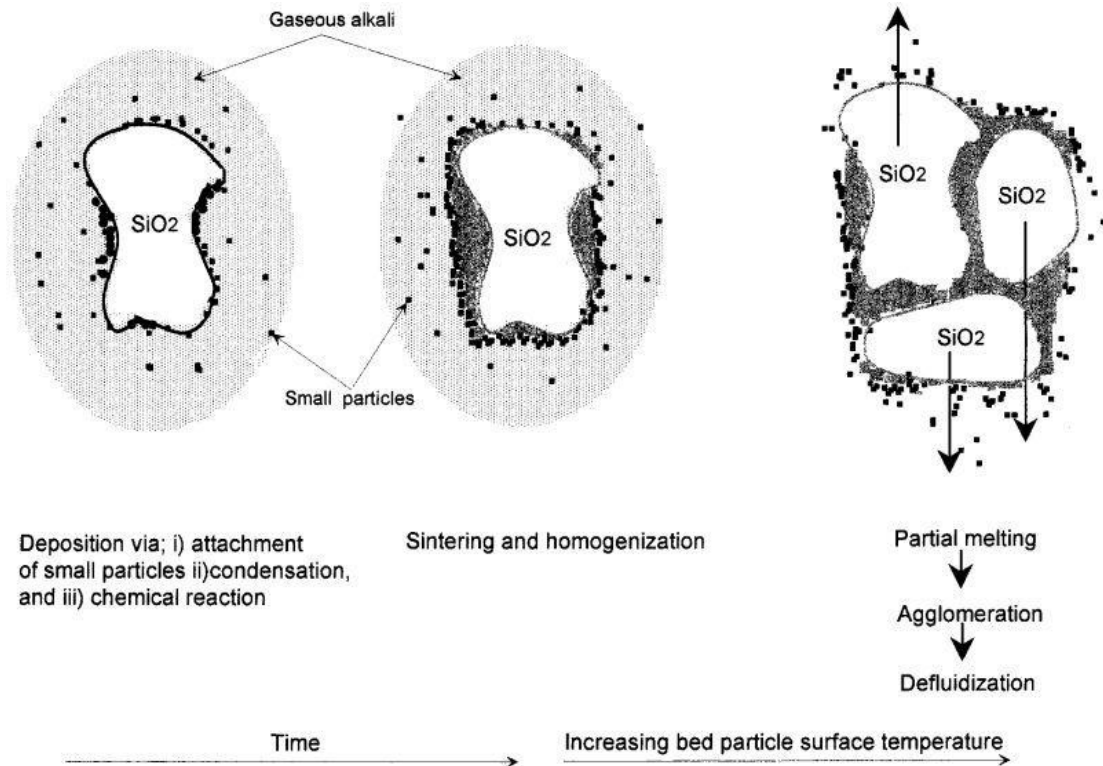 Gaseous alkali
SiO2
SiO2
SiO2
SiO2
SiO2
Small particles
Deposition via; i) attachment
of small particles ii)condensation,
and iii) chemical reaction
Sintering and homogenization
Partial melting
Agglomeration
Defluidization
Time
Increasing bed particle surface temperature